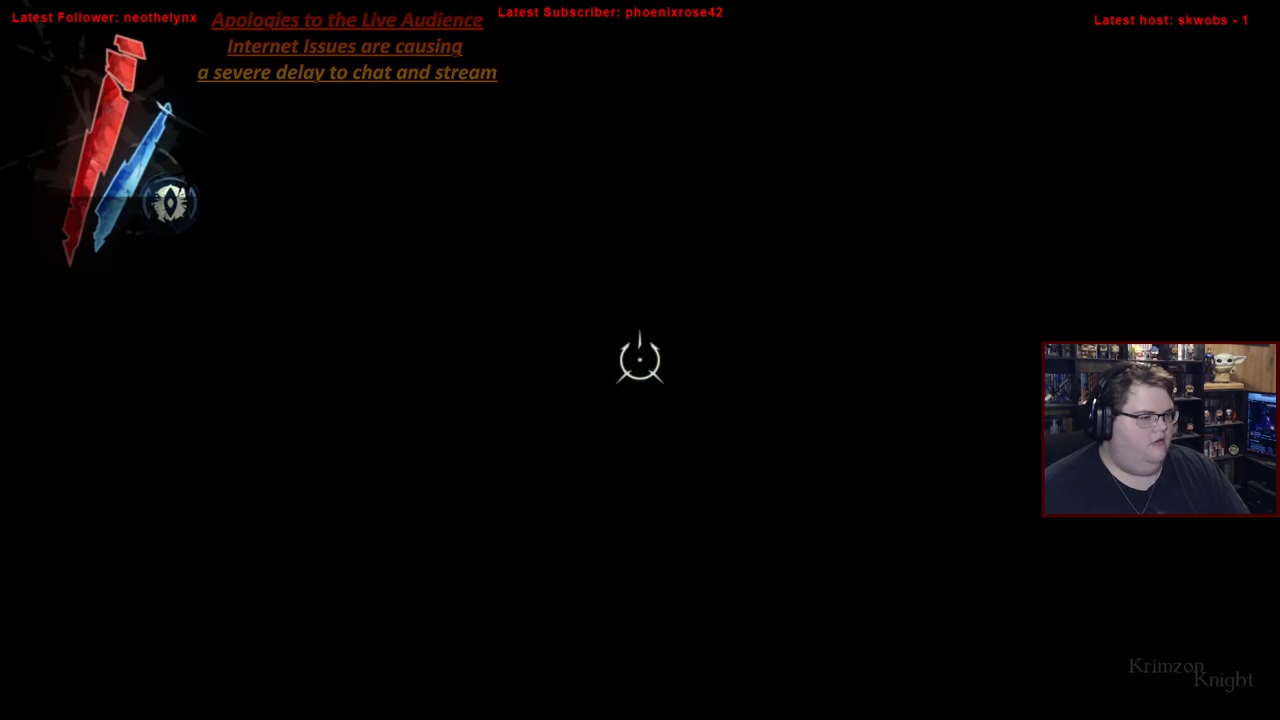 Latest Follower: neothelynx
Apologies to the Live Audience
Internet Issues are causing
a severe delay to chat and stream
Latest Subscriber: phoenixrose42
Latest host: skwobs - 1
Krimzon
Knight